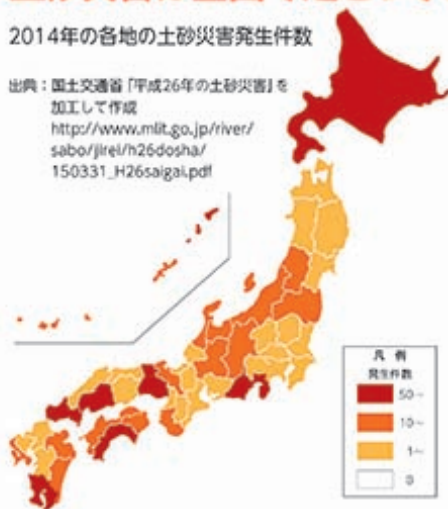 2014年の各地の土砂災害発生件数
出典：国土交通省「平成26年の土砂災害」を
加工して作成
http://www.mlit.go.jp/river/
sabo/jirei/h26dosha/
150331_H26saigai.pdf
凡 例
発生件数
50～
10～
1～
0